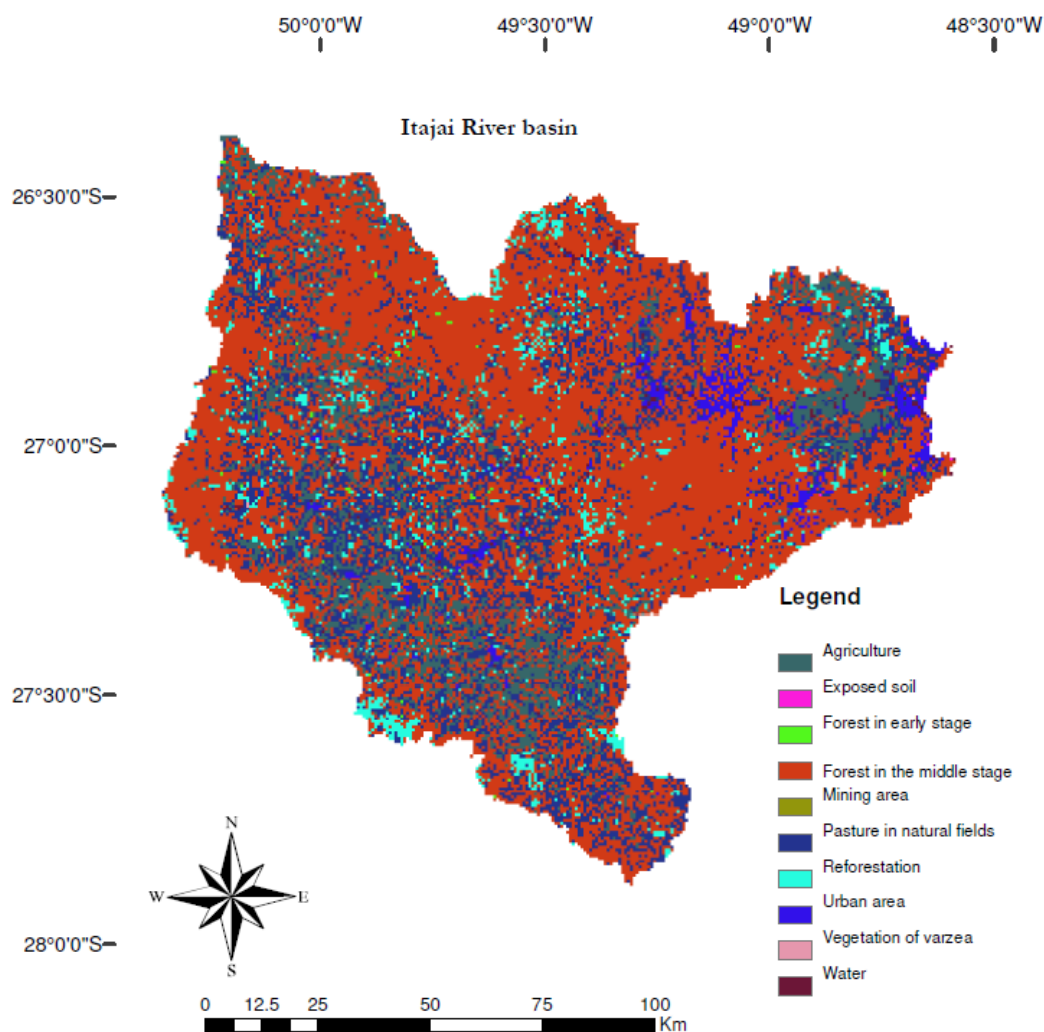 50°0'0"W 49°30'0"W 49°0'0"W 48°30'0"W
Itajai River basin
26°30'0"S
27°0'0"S
27°30'0"S
28°0'0"S
Legend
Agriculture
Exposed soil
Forest in early stage
Forest in the middle stage
Mining area
Pasture in natural fields
Reforestation
Urban area
Vegetation of varzea
Water
N
W E
S
0 12.5 25 50 75 100
Km